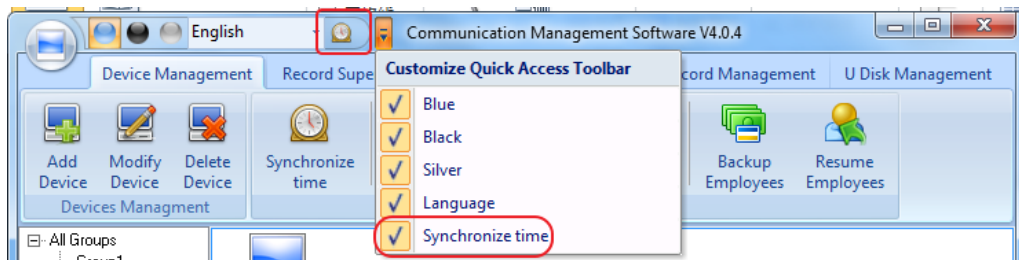 English
Communication Management Software V4.0.4
Device Management
Record Supe
Customize Quick Access Toolbar
cord Management
U Disk Management
Blue
Black
Silver
Language
Synchronize time
Add
Device
Modify
Device
Delete
Device
Synchronize
time
Backup
Employees
Resume
Employees
Devices Managment
All Groups